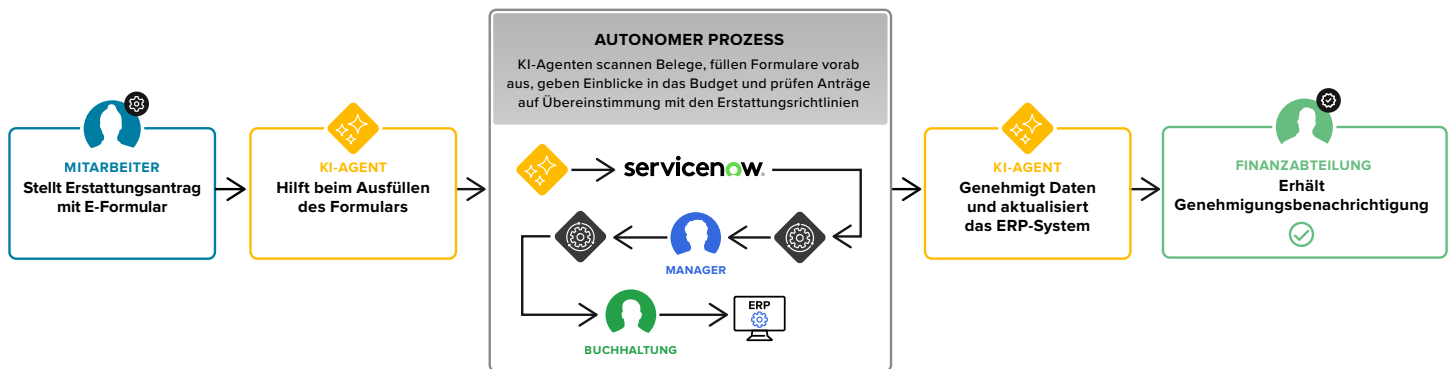 MITARBEITER
Stellt Erstattungsantrag
mit E-Formular
KI-AGENT
Hilft beim Ausfüllen
des Formulars
AUTONOMER PROZESS
KI-Agenten scannen Belege, füllen Formulare vorab
aus, geben Einblicke in das Budget und prüfen Anträge
auf Übereinstimmung mit den Erstattungsrichtlinien
servicenow.
MANAGER
BUCHHALTUNG
ERP
KI-AGENT
Genehmigt Daten
und aktualisiert
das ERP-System
FINANZABTEILUNG
Erhält
Genehmigungsbenachrichtigung